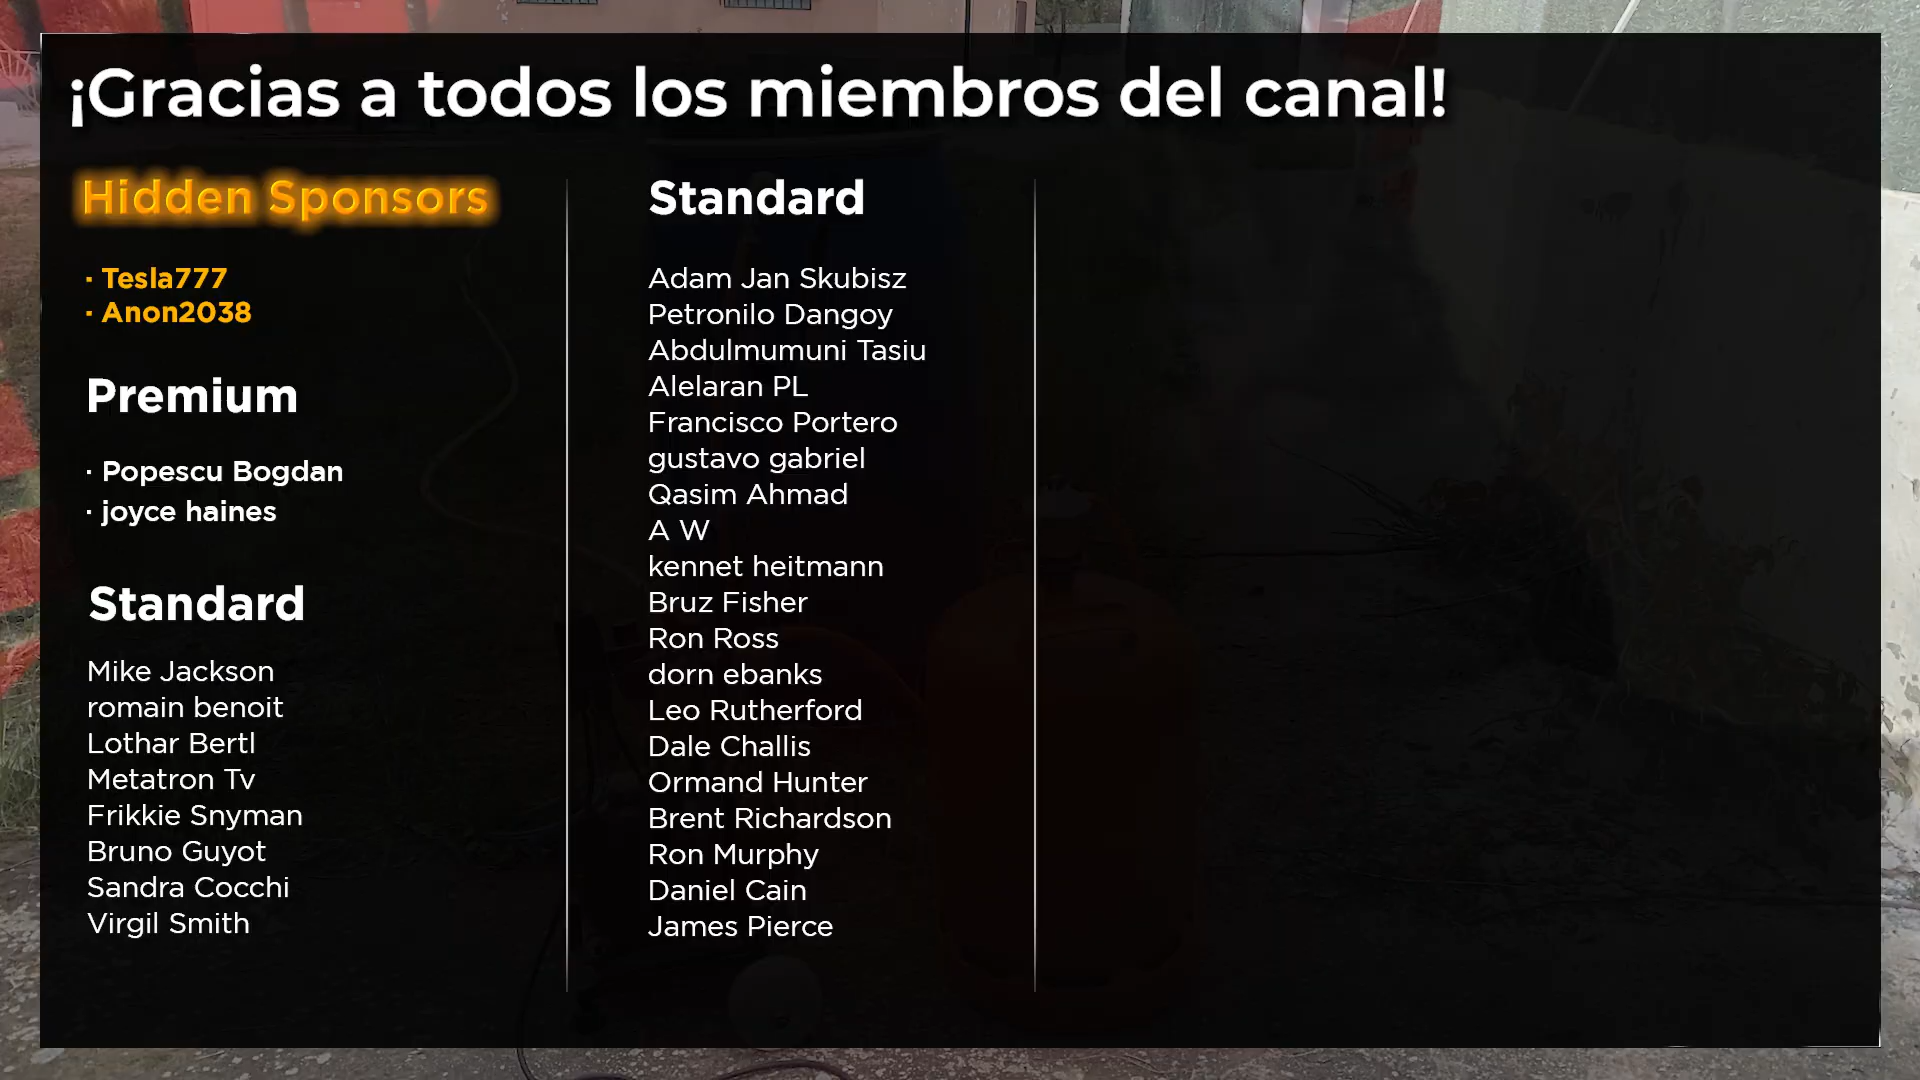 ¡Gracias a todos los miembros del canal!
Hidden Sponsors
· Tesla777
· Anon2038
Premium
· Popescu Bogdan
· joyce haines
Standard
Mike Jackson
romain benoit
Lothar Bertl
Metatron Tv
Frikkie Snyman
Bruno Guyot
Sandra Cocchi
Virgil Smith
Standard
Adam Jan Skubisz
Petronilo Dangoy
Abdulmumuni Tasiu
Alelaran PL
Francisco Portero
gustavo gabriel
Qasim Ahmad
A W
kennet heitmann
Bruz Fisher
Ron Ross
dorn ebanks
Leo Rutherford
Dale Challis
Ormand Hunter
Brent Richardson
Ron Murphy
Daniel Cain
James Pierce